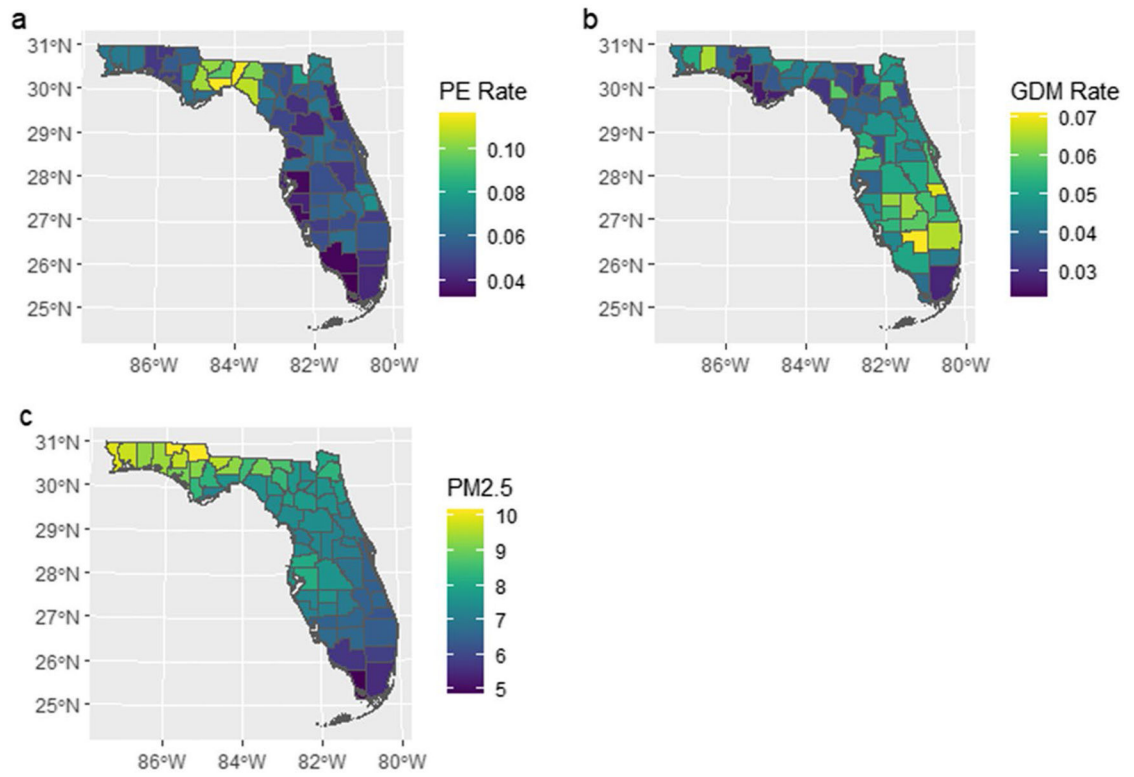 a
31°N
30°N
29°N
28°N
27°N
26°N
25°N
86°W
84°W
82°W
80°W
PE Rate
0.10
0.08
0.06
0.04
b
31°N
30°N
29°N
28°N
27°N
26°N
25°N
86°W
84°W
82°W
80°W
GDM Rate
0.07
0.06
0.05
0.04
0.03
c
31°N
30°N
29°N
28°N
27°N
26°N
25°N
86°W
84°W
82°W
80°W
PM2.5
10
9
8
7
6
5